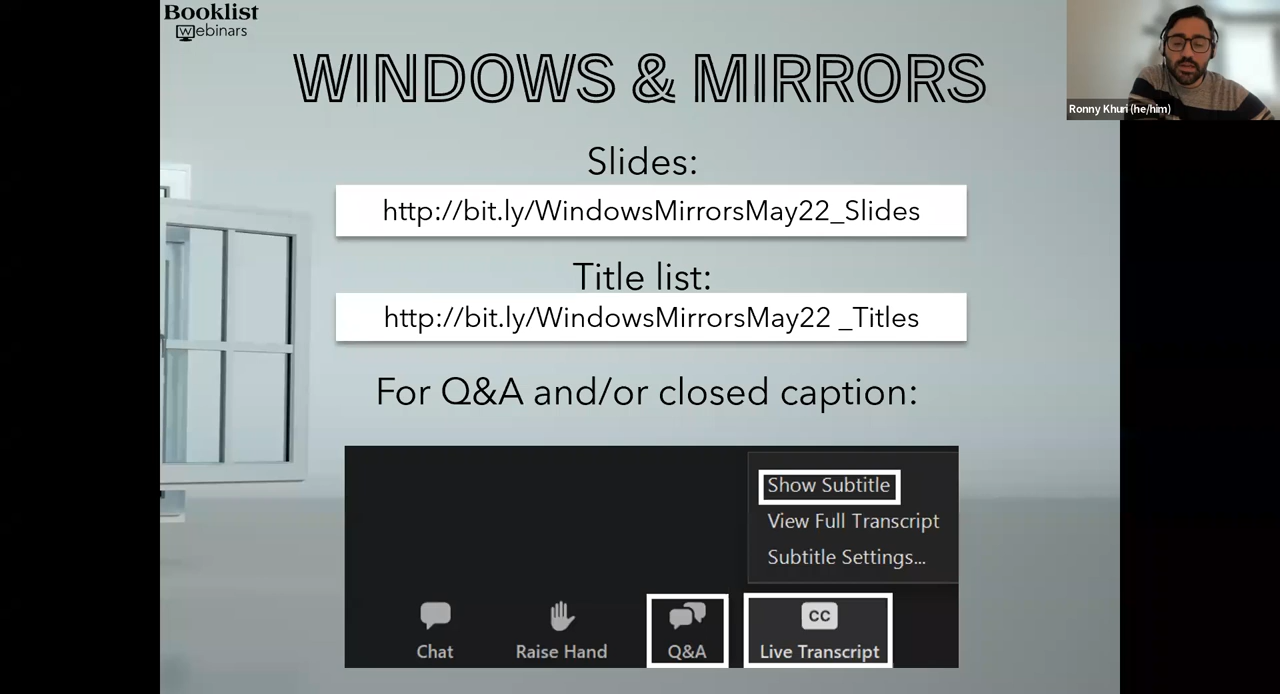 Booklist
Webinars
WINDOWS & MIRRORS
Ronny Khuri (he/him)
Slides:
http://bit.ly/WindowsMirrorsMay22_Slides
Title list:
http://bit.ly/WindowsMirrorsMay22 _Titles
For Q&A and/or closed caption:
Show Subtitle
View Full Transcript
Subtitle Settings...
CC
Chat Raise Hand Q&A Live Transcript